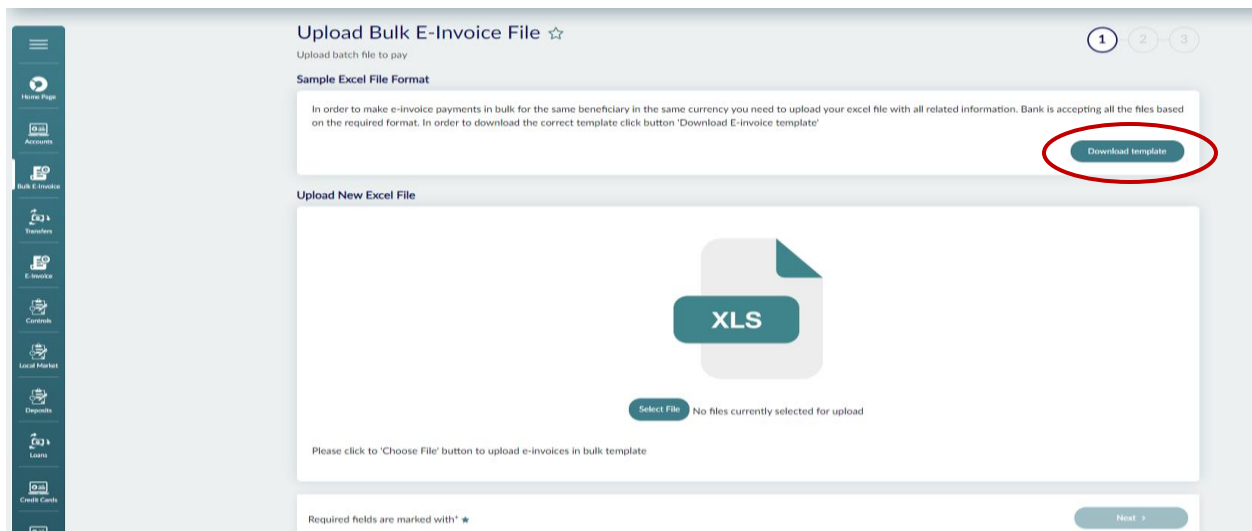 Upload Bulk E-Invoice File
1 2 3
Upload batch file to pay
Home Page
Sample Excel File Format
In order to make e-invoice payments in bulk for the same beneficiary in the same currency you need to upload your excel file with all related information. Bank is accepting all the files based
on the required format. In order to download the correct template click button 'Download E-invoice template'
Accounts
Download template
Bulk E-Invoice
Upload New Excel File
Transfers
E-Invoice
XLS
Controls
Local Market
Deposits
Select File No files currently selected for upload
Loans
Please click to 'Choose File' button to upload e-invoices in bulk template
Credit Cards
Required fields are marked with*
Next >